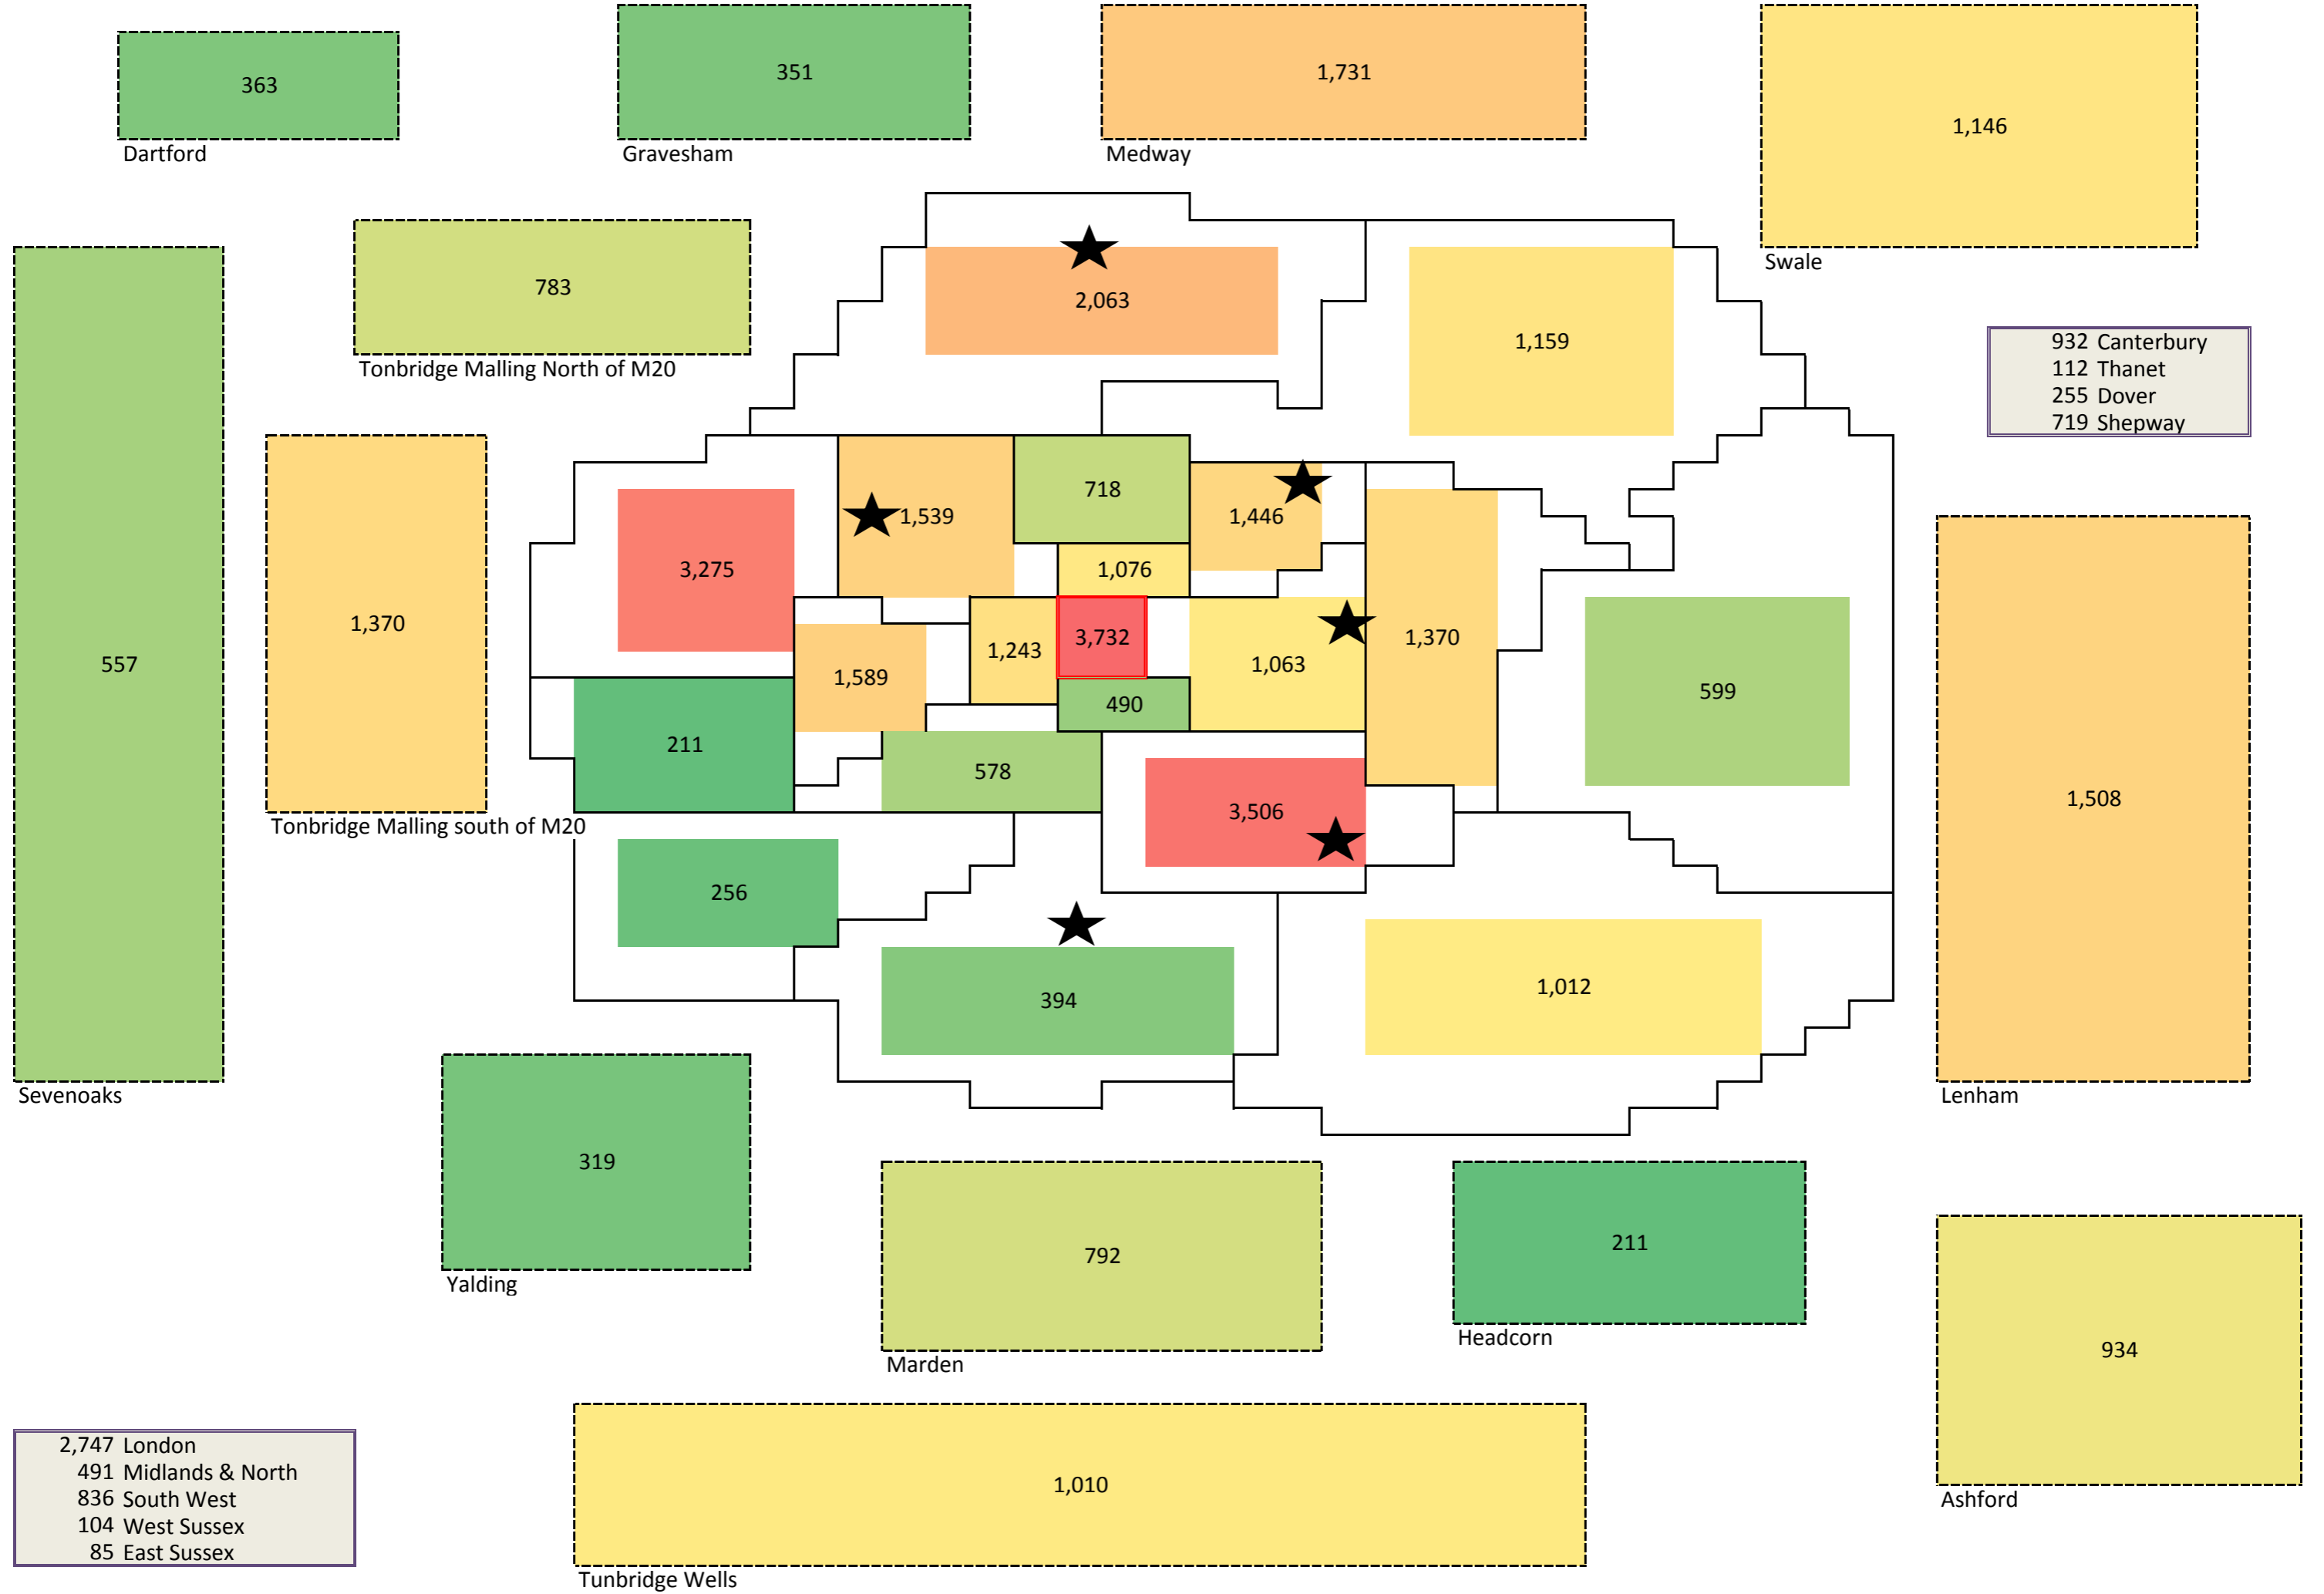 351
1,731
363
1,146
Dartford
Gravesham
Medway
Swale
783
2,063
1,159
932 Canterbury
112 Thanet
255 Dover
719 Shepway
Tonbridge Malling North of M20
718
1,539
1,446
3,275
1,076
1,370
1,243
3,732
1,370
1,063
557
1,589
599
490
211
578
1,508
3,506
Tonbridge Malling south of M20
256
394
1,012
Sevenoaks
Lenham
319
792
211
Yalding
Headcorn
Marden
934
2,747 London
491 Midlands & North
836 South West
104 West Sussex
85 East Sussex
1,010
Ashford
Tunbridge Wells